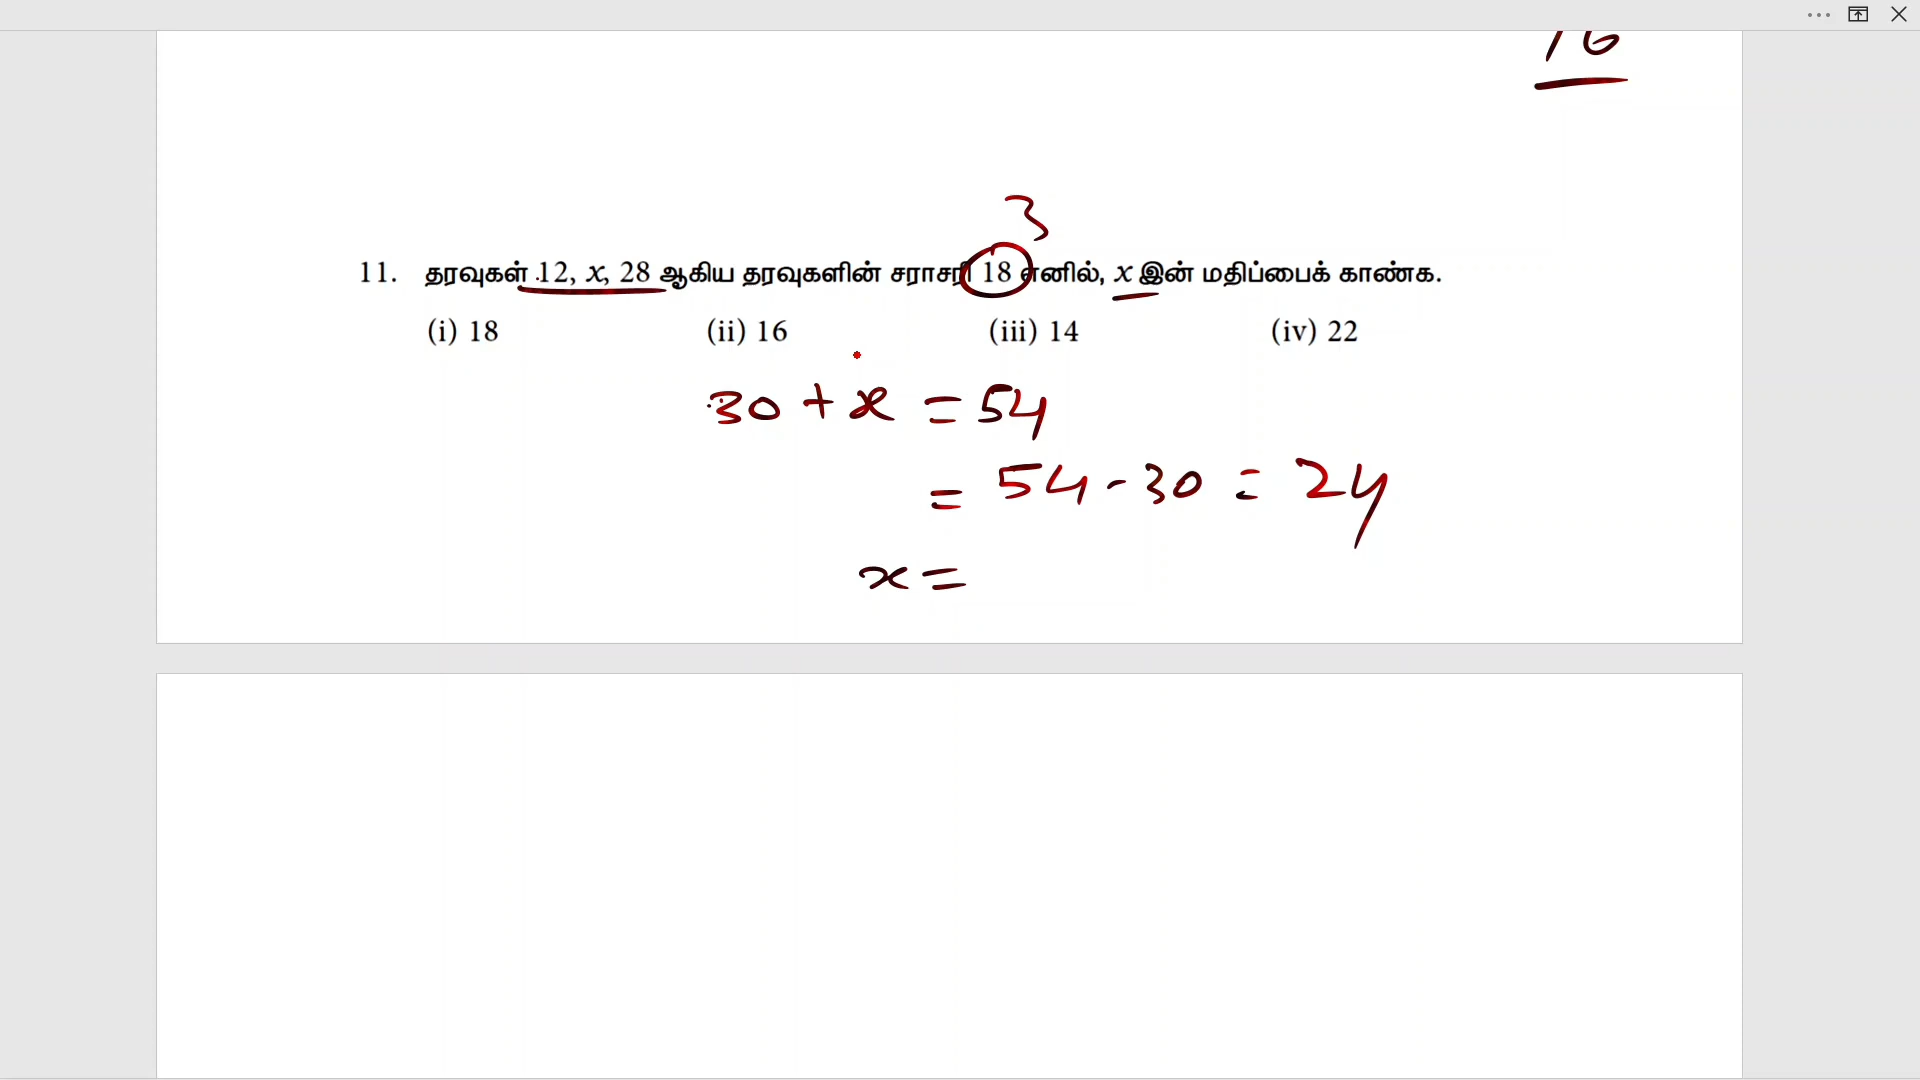 16
3
11. தரவுகள் 12, x, 28 ஆகிய தரவுகளின் சராசரி 18 எனில், x இன் மதிப்பைக் காண்க.
(i) 18 (ii) 16 (iii) 14 (iv) 22
30 + x = 54
= 54 - 30 = 24
x =